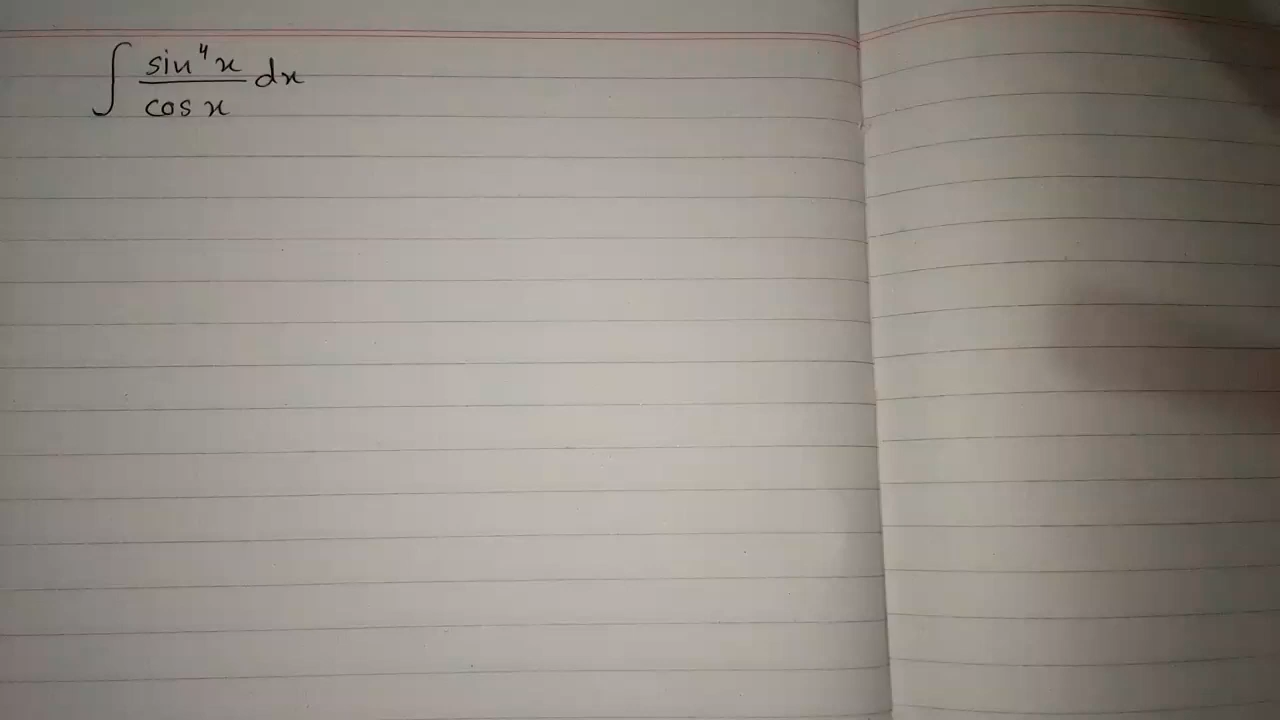 ∫ sin⁴x / cos x dx